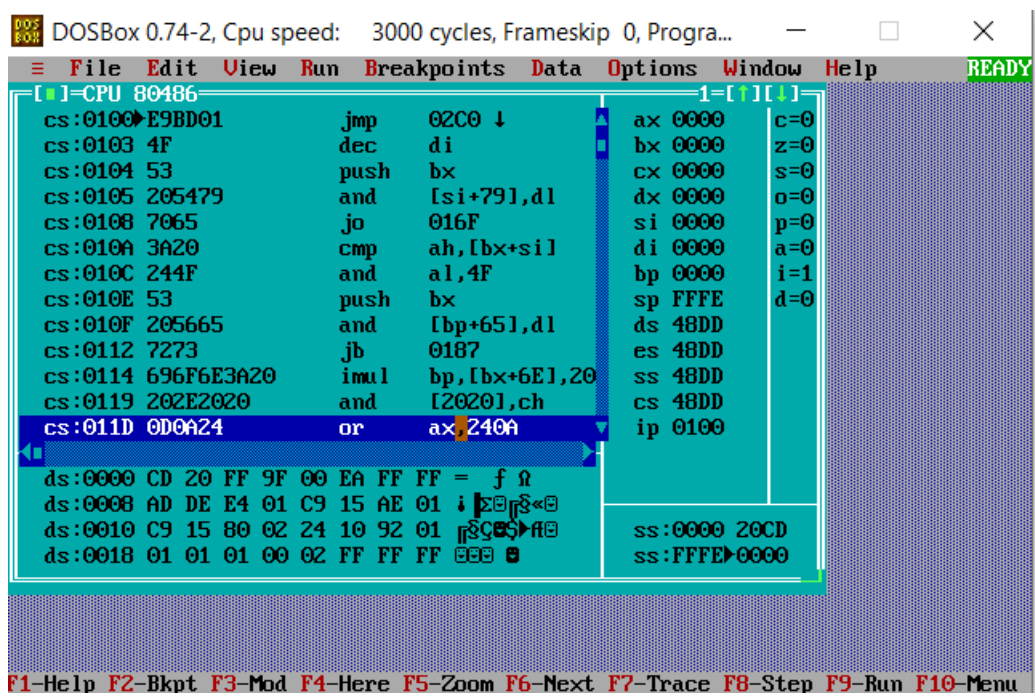 DOSBox 0.74-2, Cpu speed: 3000 cycles, Frameskip 0, Progra...
≡ File Edit View Run Breakpoints Data Options Window Help READY
[■]=CPU 80486 1=[↑][↓]
cs:0100►E9BD01 jmp 02C0 ↓ ax 0000 c=0
cs:0103 4F dec di bx 0000 z=0
cs:0104 53 push bx cx 0000 s=0
cs:0105 205479 and [si+79],dl dx 0000 o=0
cs:0108 7065 jo 016F si 0000 p=0
cs:010A 3A20 cmp ah,[bx+si] di 0000 a=0
cs:010C 244F and al,4F bp 0000 i=1
cs:010E 53 push bx sp FFFE d=0
cs:010F 205665 and [bp+65],dl ds 48DD
cs:0112 7273 jb 0187 es 48DD
cs:0114 696F6E3A20 imul bp,[bx+6E],20 ss 48DD
cs:0119 202E2020 and [2020],ch cs 48DD
cs:011D 0D0A24 or ax,240A ip 0100
ds:0000 CD 20 FF 9F 00 EA FF FF = ƒ Ω
ds:0008 AD DE E4 01 C9 15 AE 01 ¡▐Σ☺╔§«☺
ds:0010 C9 15 80 02 24 10 92 01 ╔§Ç☻$►Æ☺ ss:0000 20CD
ds:0018 01 01 01 00 02 FF FF FF ☺☺☺ ☻ ss:FFFE►0000
F1-Help F2-Bkpt F3-Mod F4-Here F5-Zoom F6-Next F7-Trace F8-Step F9-Run F10-Menu